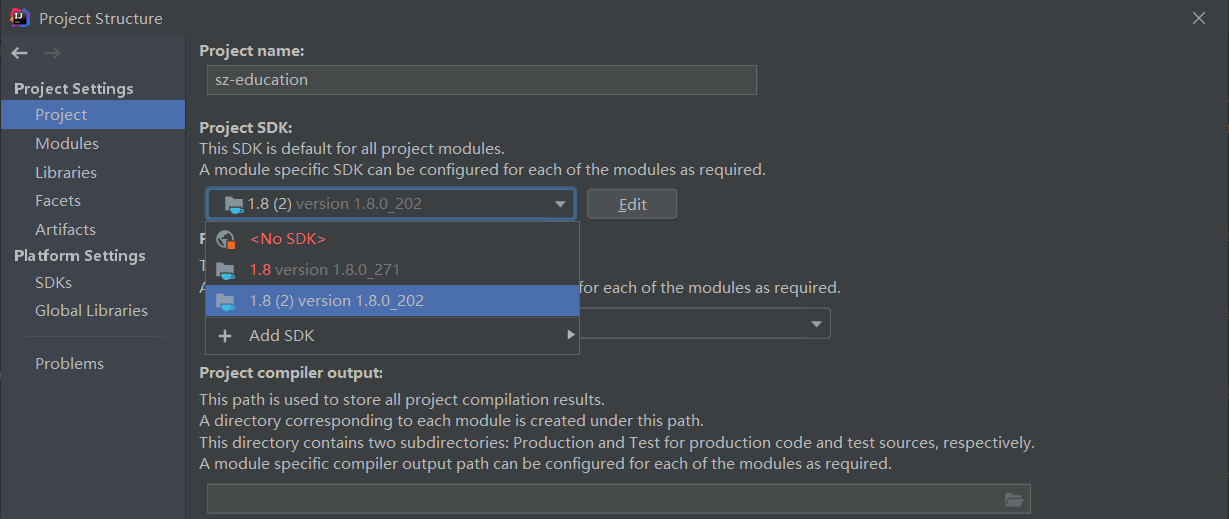 Project Structure
Project Settings
Project
Modules
Libraries
Facets
Artifacts
Platform Settings
SDKs
Global Libraries
Problems
Project name:
sz-education
Project SDK:
This SDK is default for all project modules.
A module specific SDK can be configured for each of the modules as required.
1.8 (2) version 1.8.0_202
Edit
<No SDK>
1.8 version 1.8.0_271
1.8 (2) version 1.8.0_202
for each of the modules as required.
Add SDK
Project compiler output:
This path is used to store all project compilation results.
A directory corresponding to each module is created under this path.
This directory contains two subdirectories: Production and Test for production code and test sources, respectively.
A module specific compiler output path can be configured for each of the modules as required.